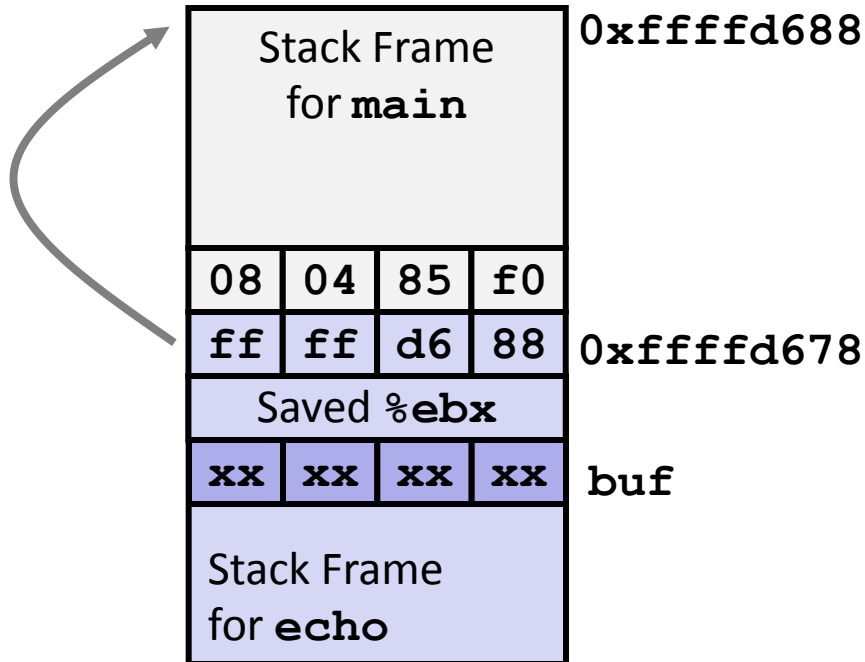 Stack Frame
for main
0xffffd688
08 04 85 f0
ff ff d6 88
0xffffd678
Saved %ebx
xx xx xx xx
buf
Stack Frame
for echo